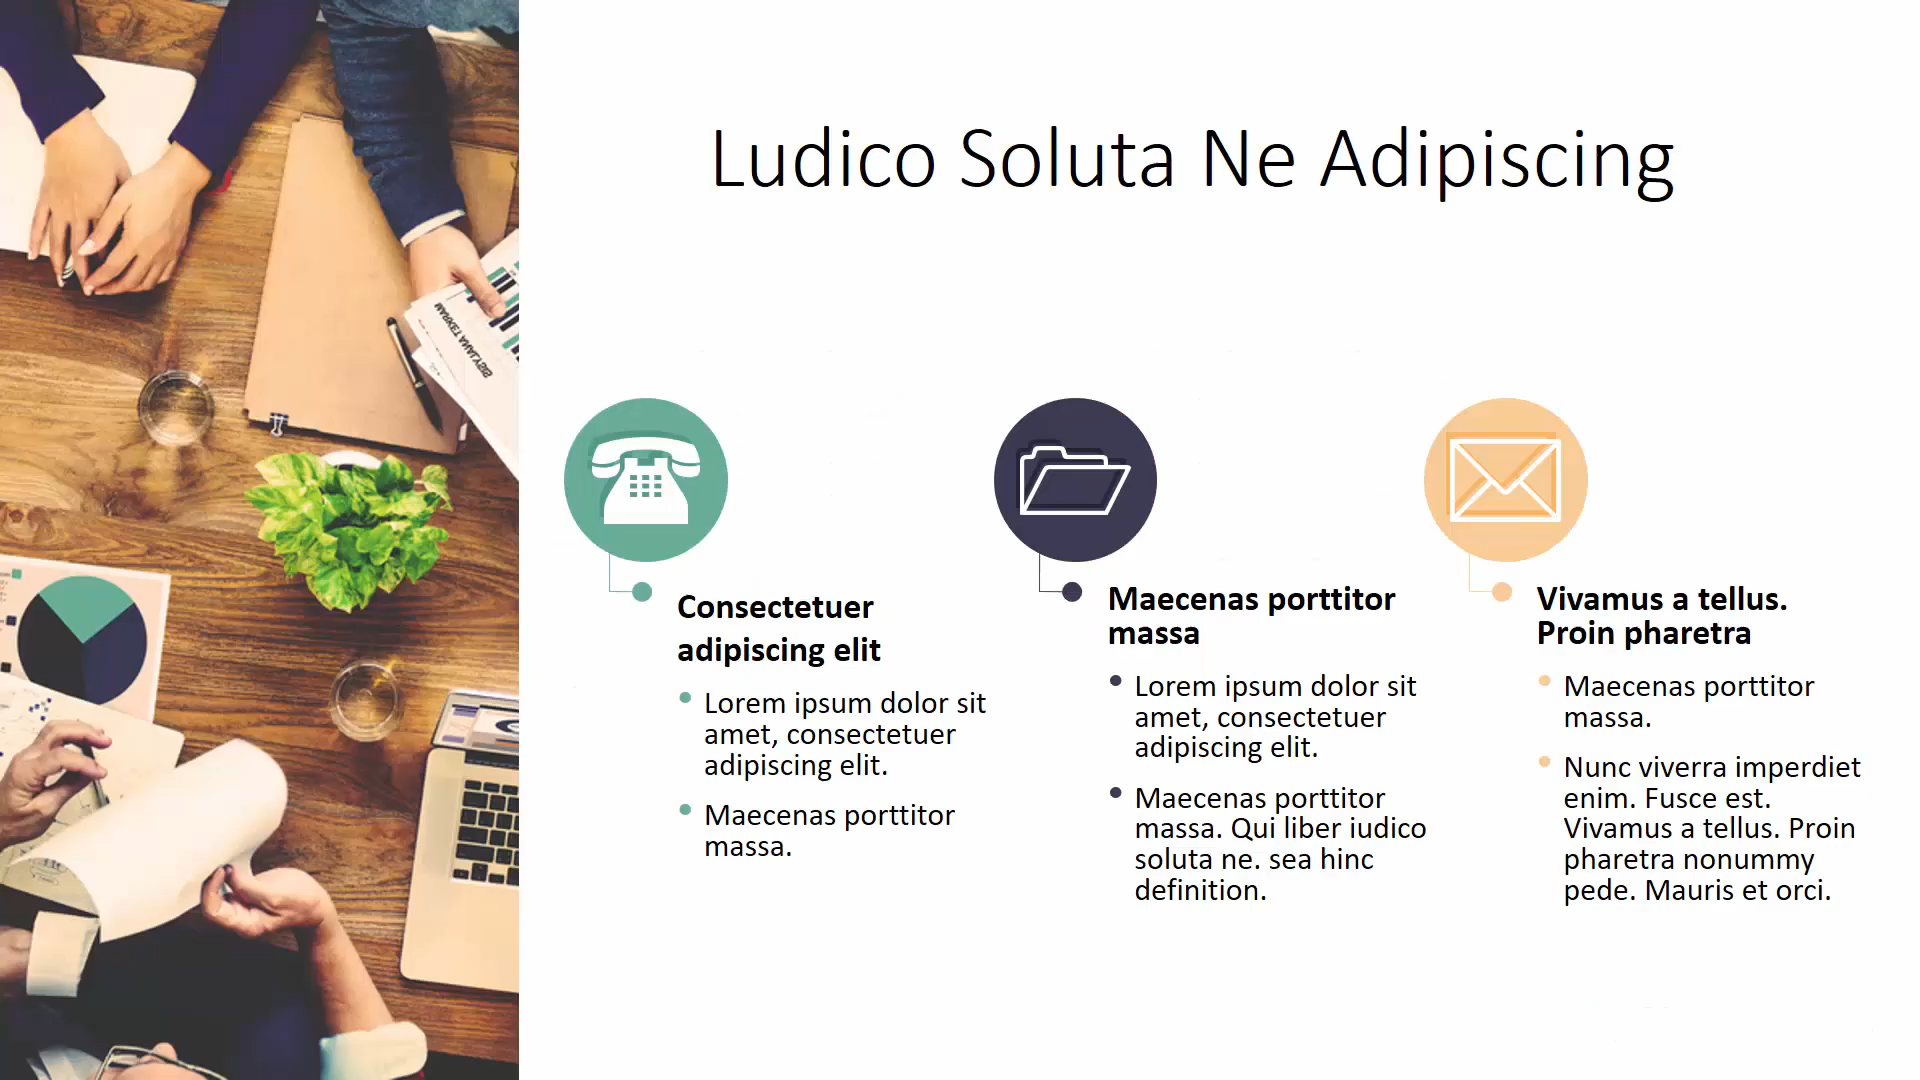 Ludico Soluta Ne Adipiscing
MARKET ANALYSIS
Consectetuer
adipiscing elit
Lorem ipsum dolor sit
amet, consectetuer
adipiscing elit.
Maecenas porttitor
massa.
Maecenas porttitor
massa
Lorem ipsum dolor sit
amet, consectetuer
adipiscing elit.
Maecenas porttitor
massa. Qui liber iudico
soluta ne. sea hinc
definition.
Vivamus a tellus.
Proin pharetra
Maecenas porttitor
massa.
Nunc viverra imperdiet
enim. Fusce est.
Vivamus a tellus. Proin
pharetra nonummy
pede. Mauris et orci.